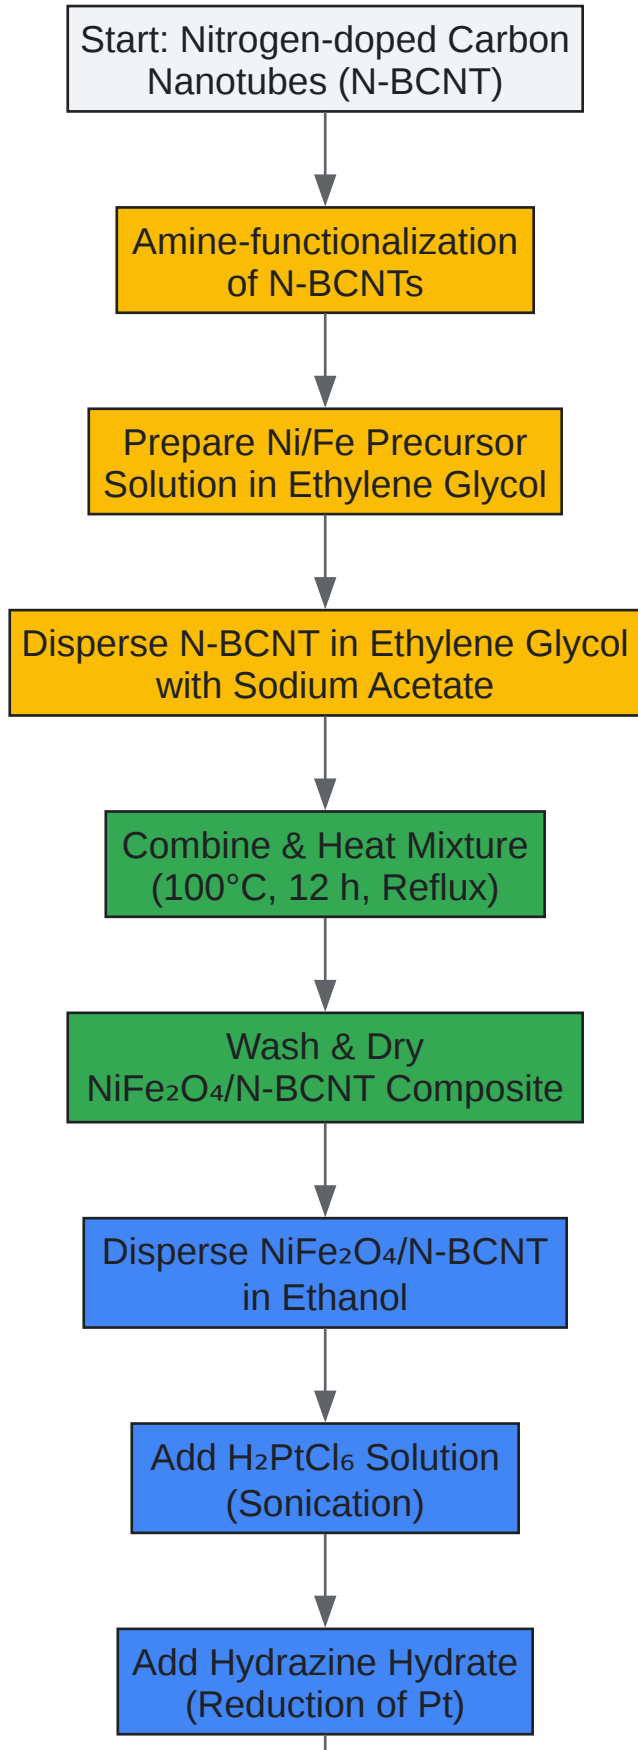 Start: Nitrogen-doped Carbon
Nanotubes (N-BCNT)
Amine-functionalization
of N-BCNTs
Prepare Ni/Fe Precursor
Solution in Ethylene Glycol
Disperse N-BCNT in Ethylene Glycol
with Sodium Acetate
Combine & Heat Mixture
(100°C, 12 h, Reflux)
Wash & Dry
NiFe₂O₄/N-BCNT Composite
Disperse NiFe₂O₄/N-BCNT
in Ethanol
Add H₂PtCl₆ Solution
(Sonication)
Add Hydrazine Hydrate
(Reduction of Pt)